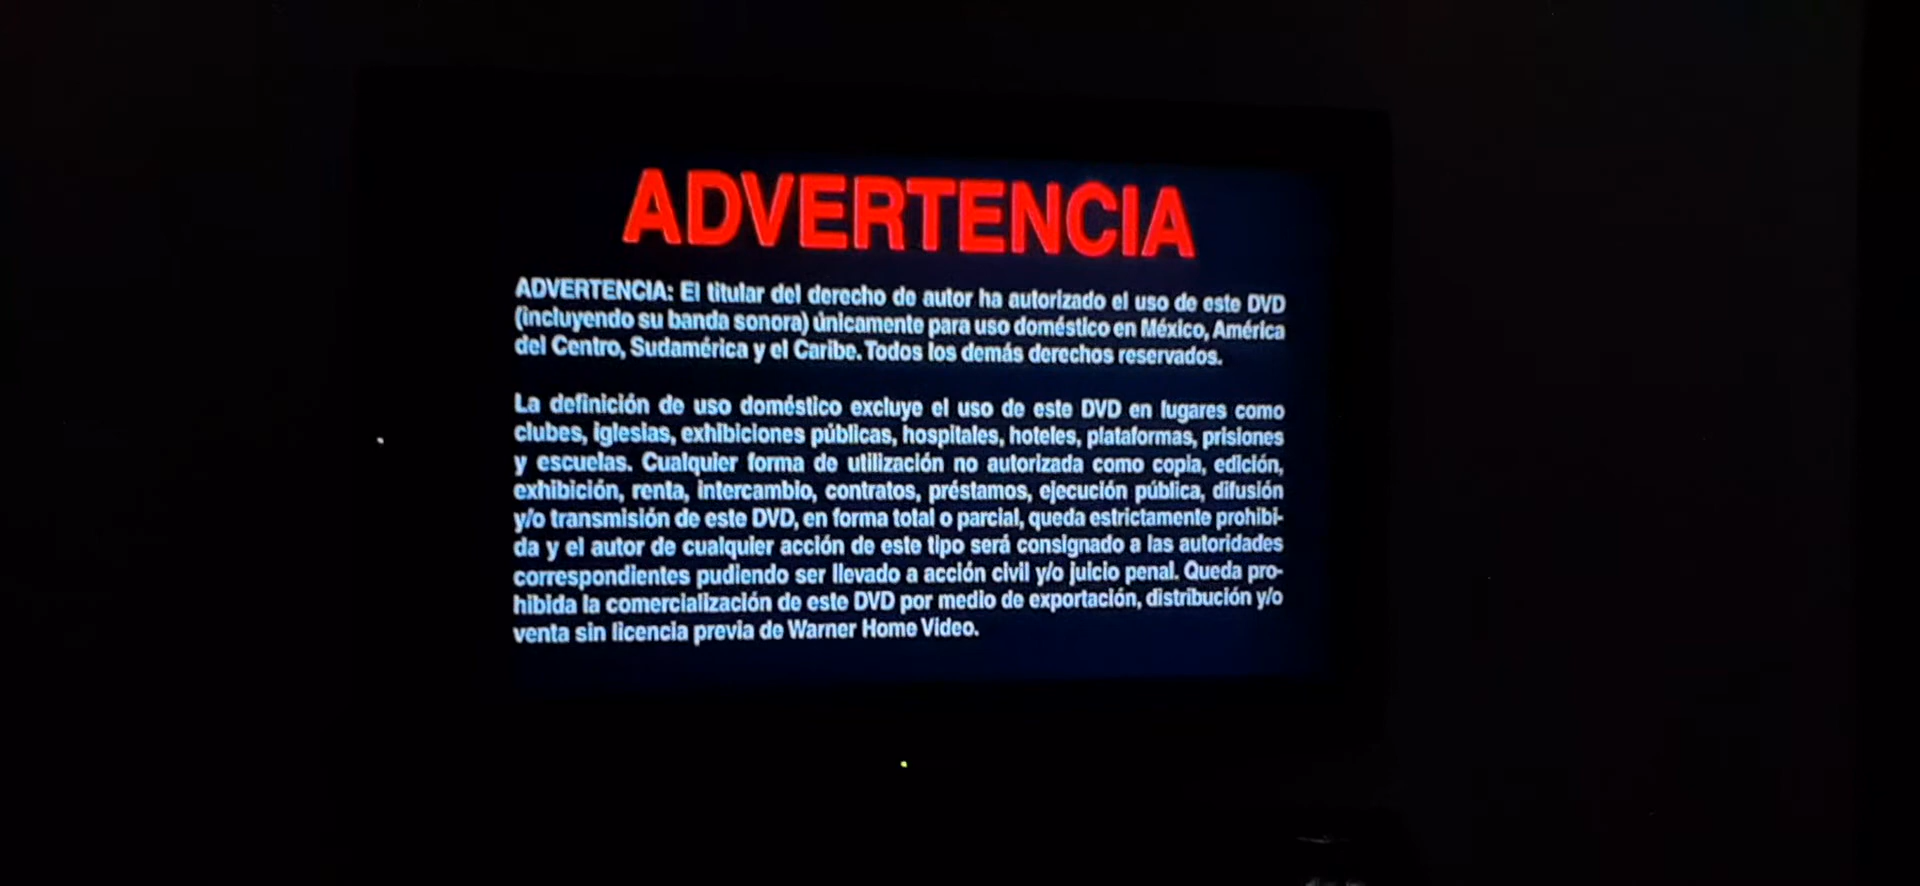 ADVERTENCIA
ADVERTENCIA: El titular del derecho de autor ha autorizado el uso de este DVD
(incluyendo su banda sonora) únicamente para uso doméstico en México, América
del Centro, Sudamérica y el Caribe. Todos los demás derechos reservados.
La definición de uso doméstico excluye el uso de este DVD en lugares como
clubes, iglesias, exhibiciones públicas, hospitales, hoteles, plataformas, prisiones
y escuelas. Cualquier forma de utilización no autorizada como copia, edición,
exhibición, renta, intercambio, contratos, préstamos, ejecución pública, difusión
y/o transmisión de este DVD, en forma total o parcial, queda estrictamente prohibi-
da y el autor de cualquier acción de este tipo será consignado a las autoridades
correspondientes pudiendo ser llevado a acción civil y/o juicio penal. Queda pro-
hibida la comercialización de este DVD por medio de exportación, distribución y/o
venta sin licencia previa de Warner Home Video.